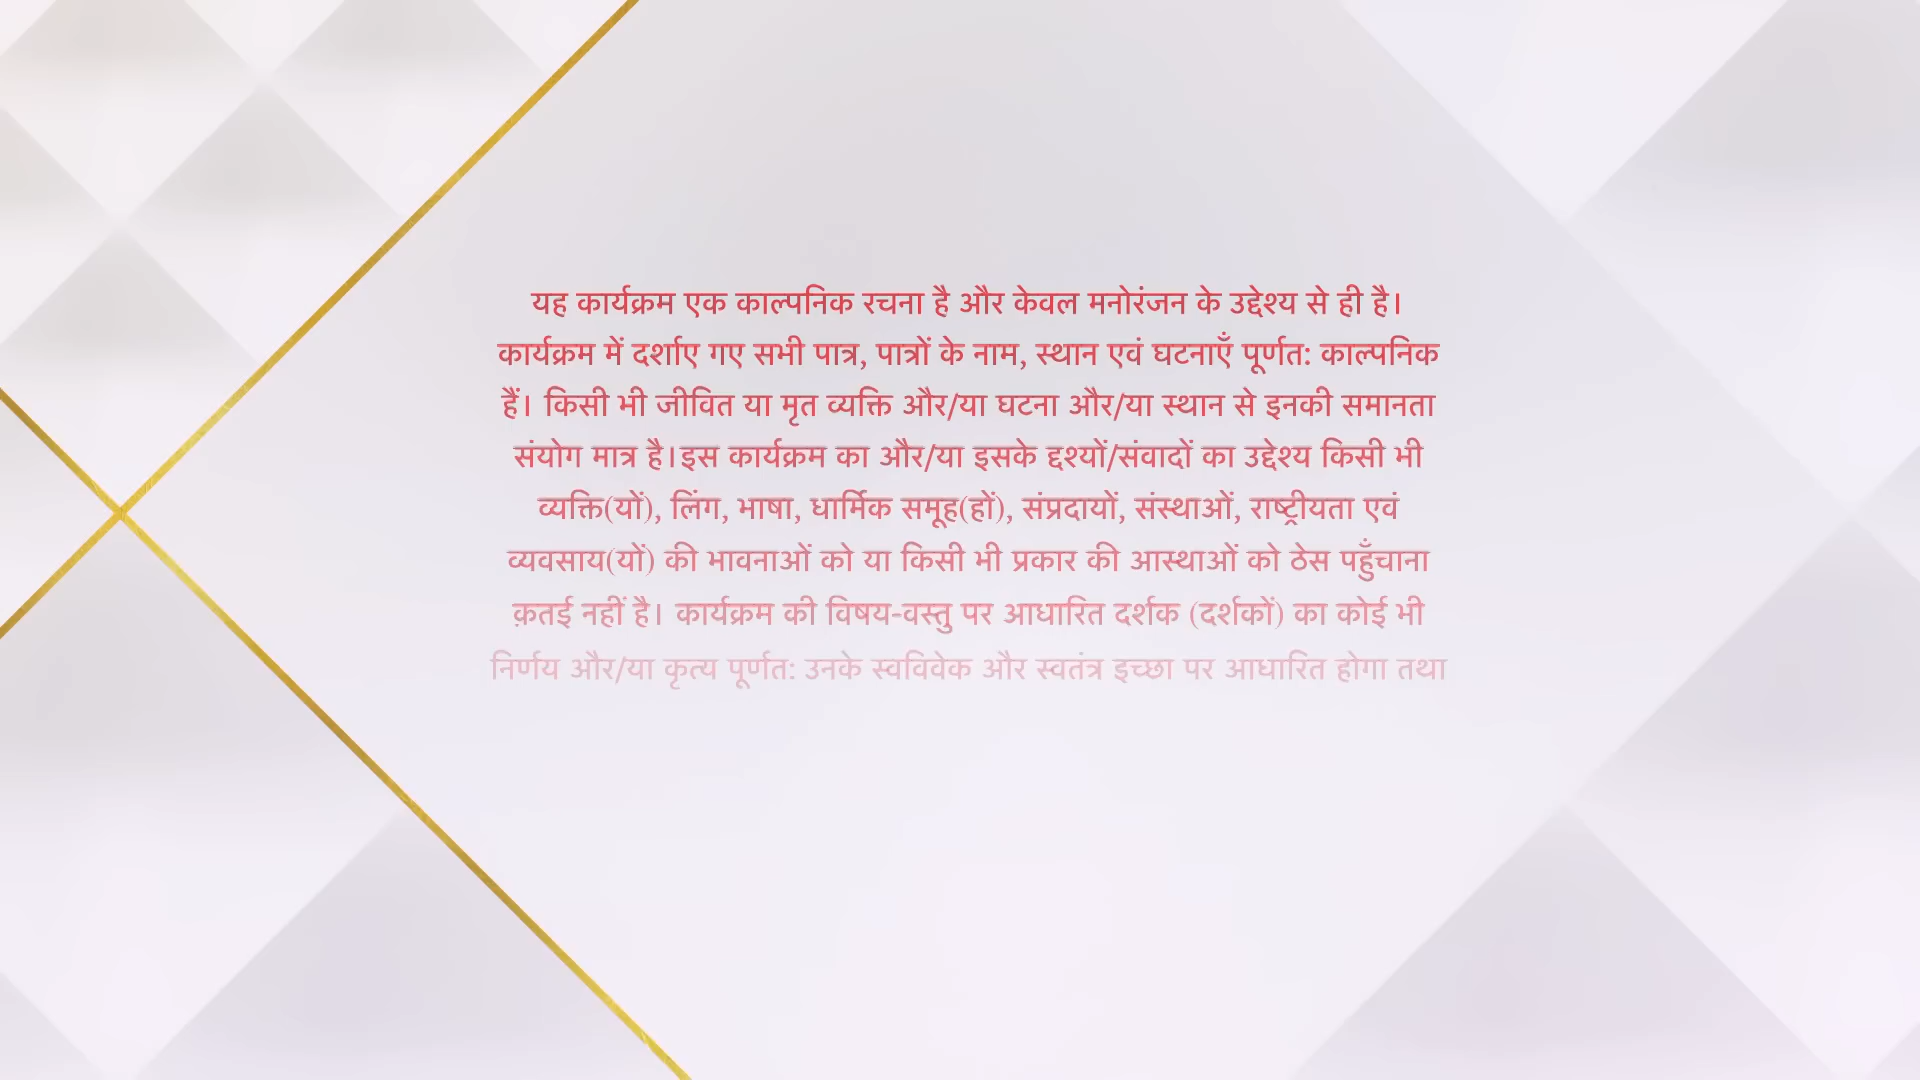 यह कार्यक्रम एक काल्पनिक रचना है और केवल मनोरंजन के उद्देश्य से ही है।
कार्यक्रम में दर्शाए गए सभी पात्र, पात्रों के नाम, स्थान एवं घटनाएँ पूर्णत: काल्पनिक
हैं। किसी भी जीवित या मृत व्यक्ति और/या घटना और/या स्थान से इनकी समानता
संयोग मात्र है।इस कार्यक्रम का और/या इसके द्दश्यों/संवादों का उद्देश्य किसी भी
व्यक्ति(यों), लिंग, भाषा, धार्मिक समूह(हों), संप्रदायों, संस्थाओं, राष्ट्रीयता एवं
व्यवसाय(यों) की भावनाओं को या किसी भी प्रकार की आस्थाओं को ठेस पहुँचाना
क़तई नहीं है। कार्यक्रम की विषय-वस्तु पर आधारित दर्शक (दर्शकों) का कोई भी
निर्णय और/या कृत्य पूर्णत: उनके स्वविवेक और स्वतंत्र इच्छा पर आधारित होगा तथा